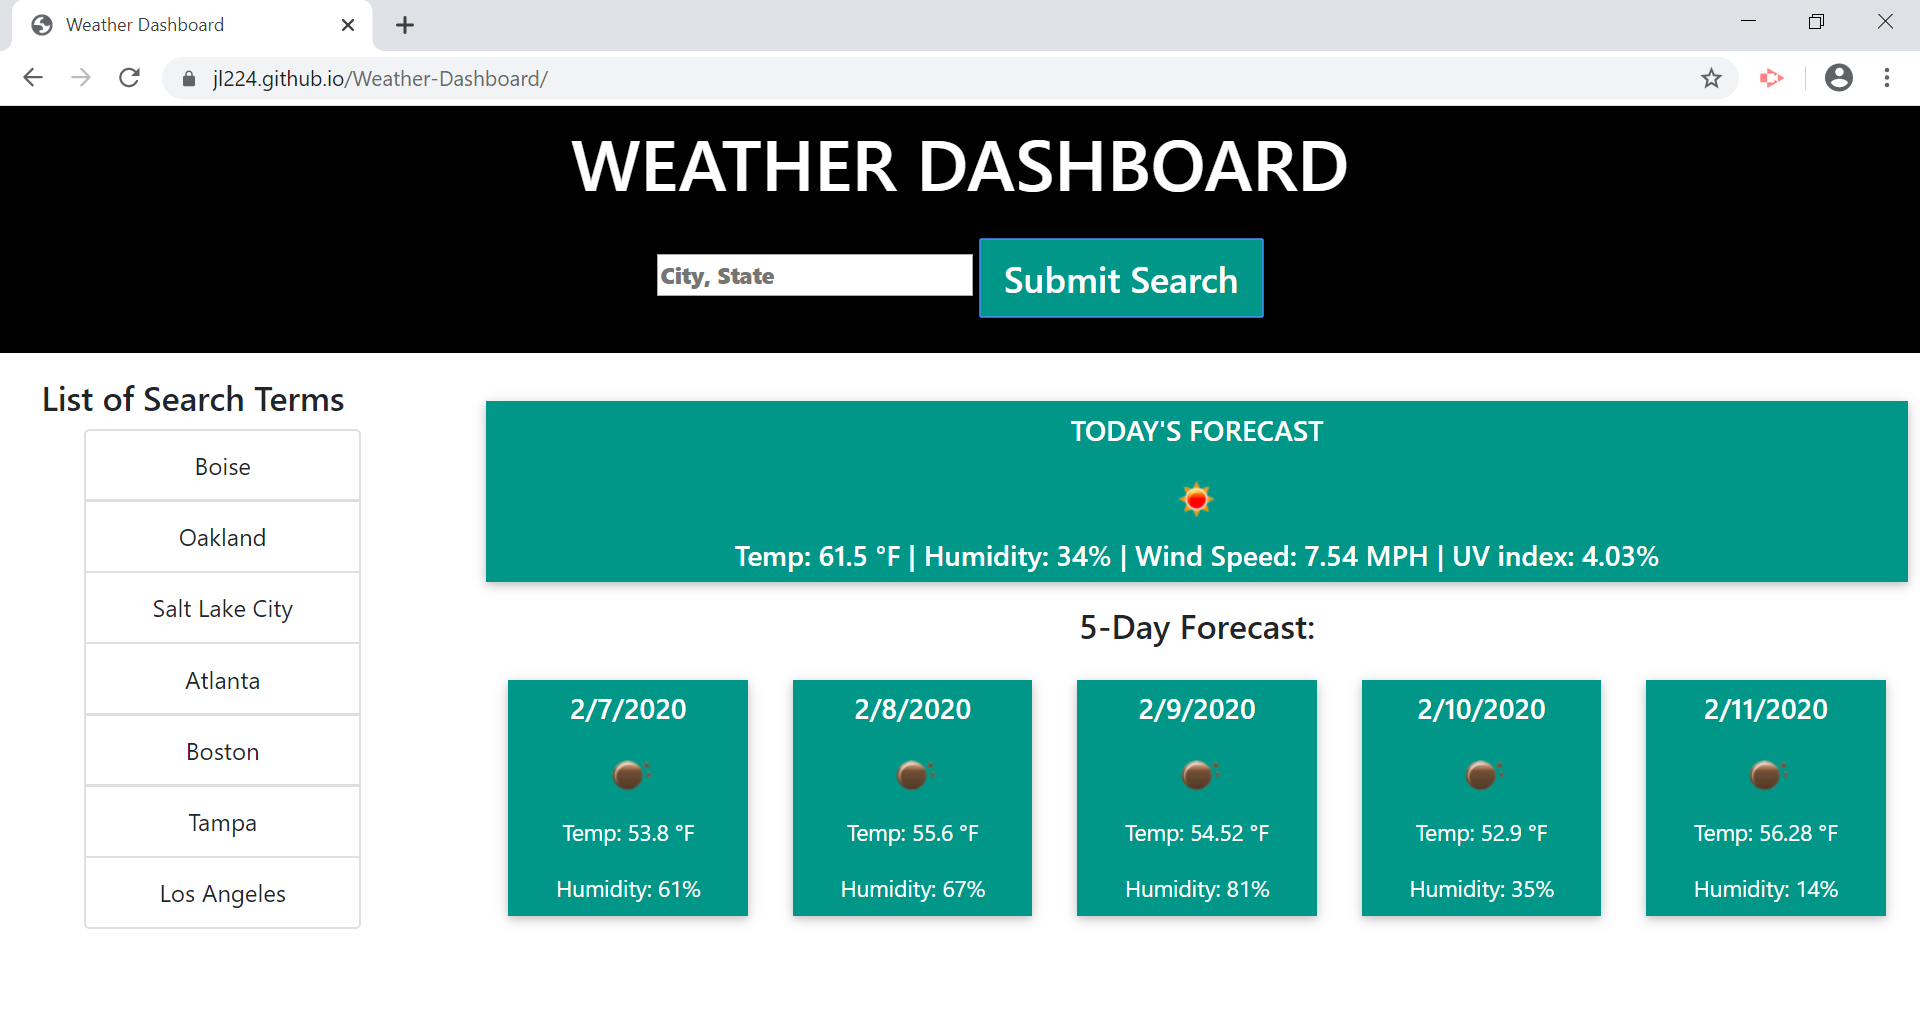 Weather Dashboard
jl224.github.io/Weather-Dashboard/
WEATHER DASHBOARD
City, State
Submit Search
List of Search Terms
Boise
Oakland
Salt Lake City
Atlanta
Boston
Tampa
Los Angeles
TODAY'S FORECAST
Temp: 61.5 °F | Humidity: 34% | Wind Speed: 7.54 MPH | UV index: 4.03%
5-Day Forecast:
2/7/2020
Temp: 53.8 °F
Humidity: 61%
2/8/2020
Temp: 55.6 °F
Humidity: 67%
2/9/2020
Temp: 54.52 °F
Humidity: 81%
2/10/2020
Temp: 52.9 °F
Humidity: 35%
2/11/2020
Temp: 56.28 °F
Humidity: 14%